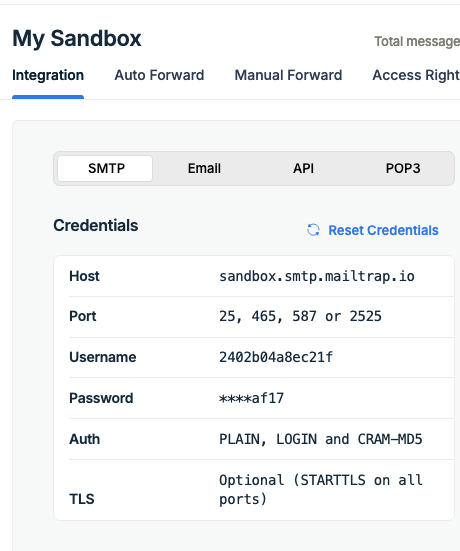 My Sandbox
Total message
Integration Auto Forward Manual Forward Access Right
SMTP Email API POP3
Credentials Reset Credentials
Host sandbox.smtp.mailtrap.io
Port 25, 465, 587 or 2525
Username 2402b04a8ec21f
Password ****af17
Auth PLAIN, LOGIN and CRAM-MD5
TLS Optional (STARTTLS on all
ports)